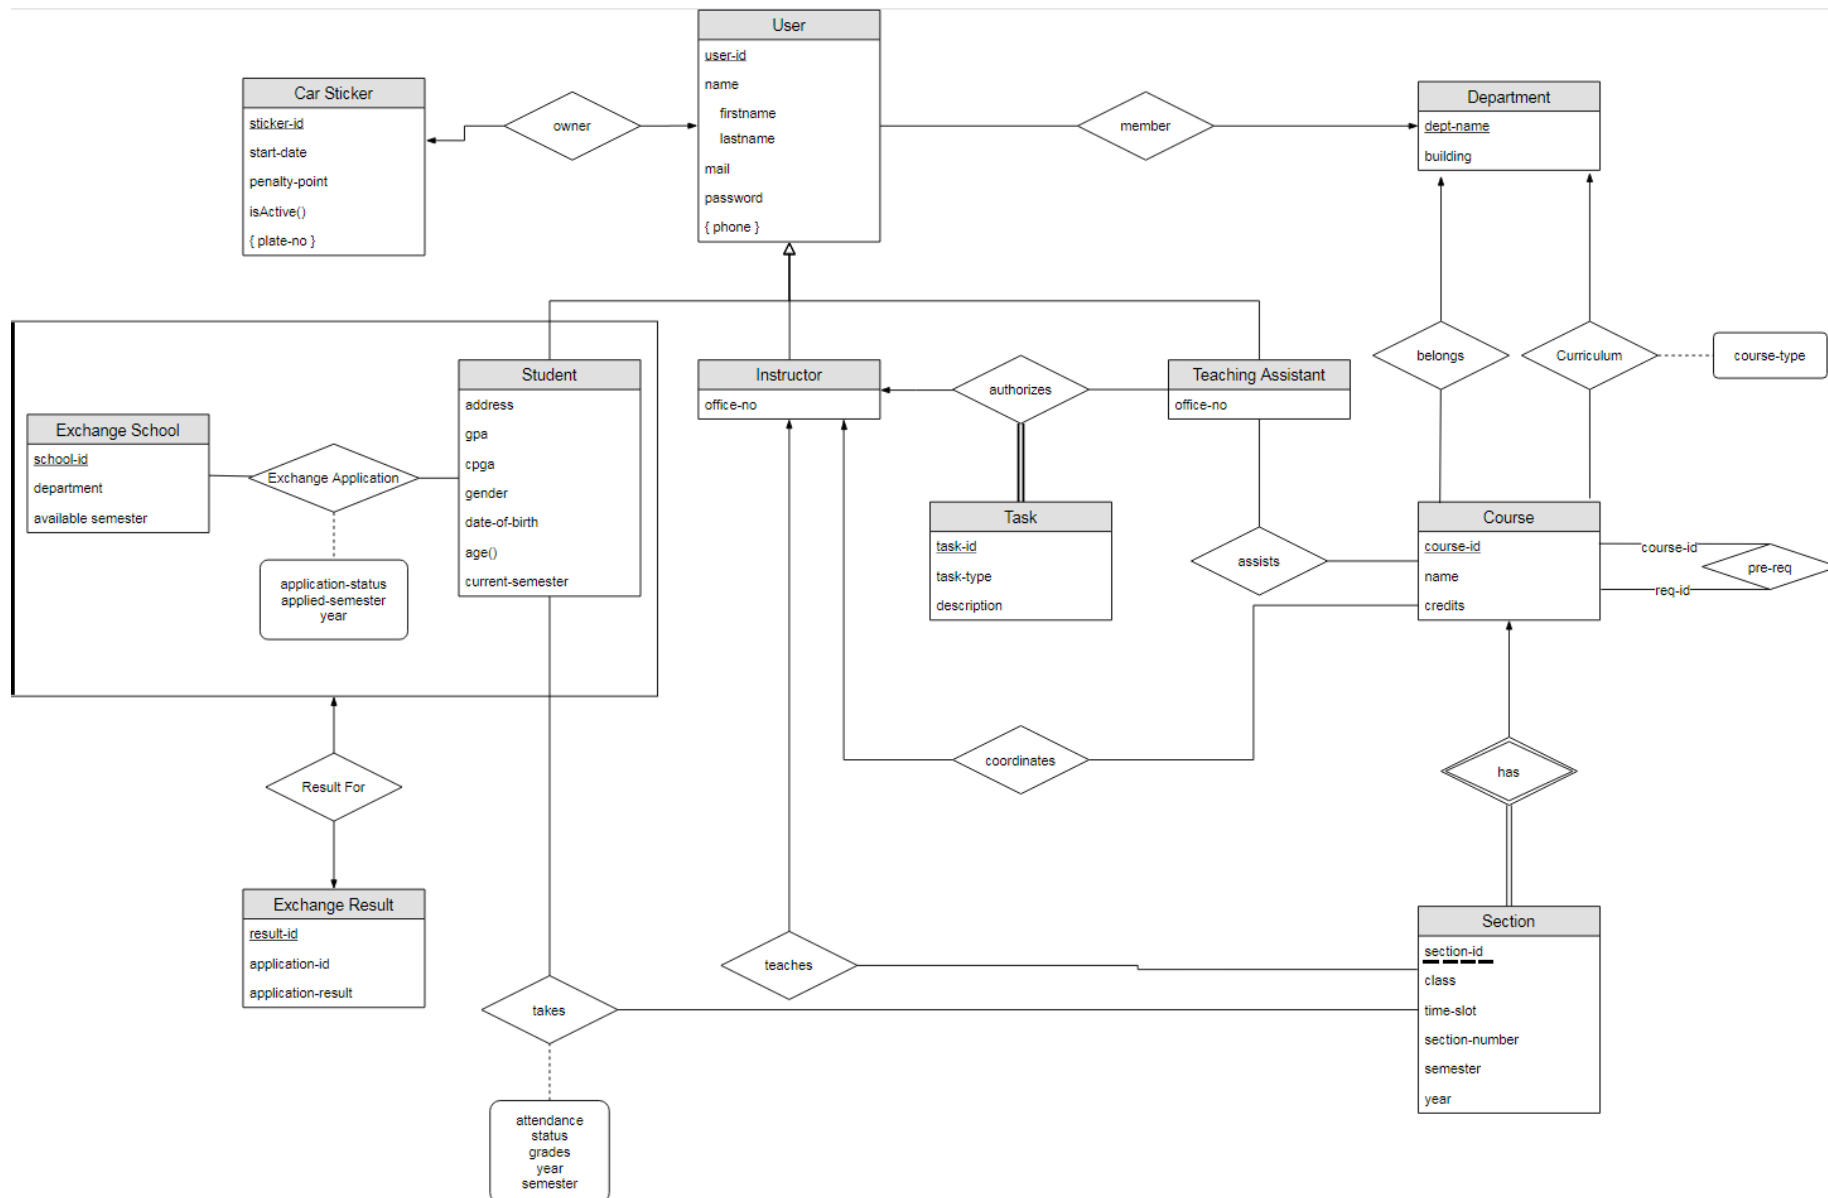 User
user-id
name
firstname
lastname
mail
password
{ phone }
Car Sticker
sticker-id
start-date
penalty-point
isActive()
{ plate-no }
owner
member
Department
dept-name
building
belongs
Curriculum
course-type
Student
address
gpa
cpga
gender
date-of-birth
age()
current-semester
Exchange School
school-id
department
available semester
Exchange Application
application-status
applied-semester
year
Instructor
office-no
authorizes
Teaching Assistant
office-no
Task
task-id
task-type
description
assists
Course
course-id
name
credits
course-id
pre-req
req-id
coordinates
has
Result For
Exchange Result
result-id
application-id
application-result
teaches
takes
Section
section-id
class
time-slot
section-number
semester
year
attendance
status
grades
year
semester